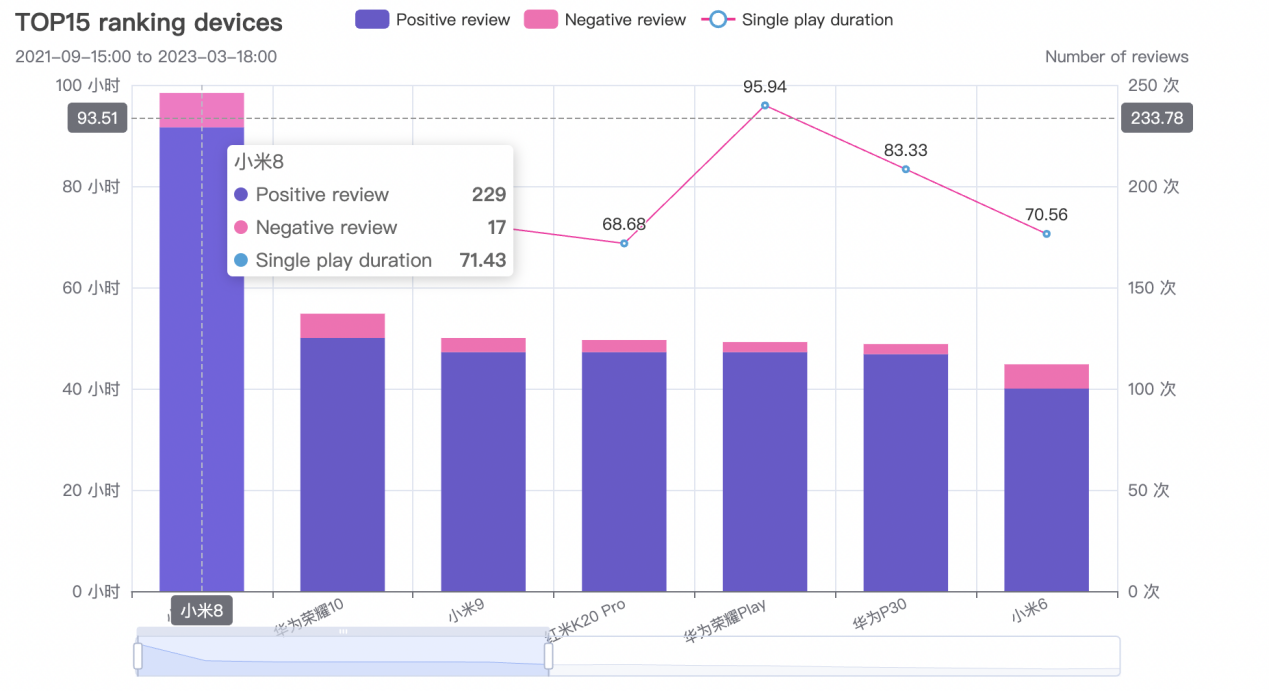 TOP15 ranking devices
Positive review
Negative review
Single play duration
2021-09-15:00 to 2023-03-18:00
Number of reviews
100 小时
80 小时
60 小时
40 小时
20 小时
0 小时
93.51
250 次
200 次
150 次
100 次
50 次
0 次
233.78
小米8
Positive review 229
Negative review 17
Single play duration 71.43
68.68
95.94
83.33
70.56
小米8
华为荣耀10
小米9
红米K20 Pro
华为荣耀Play
华为P30
小米6